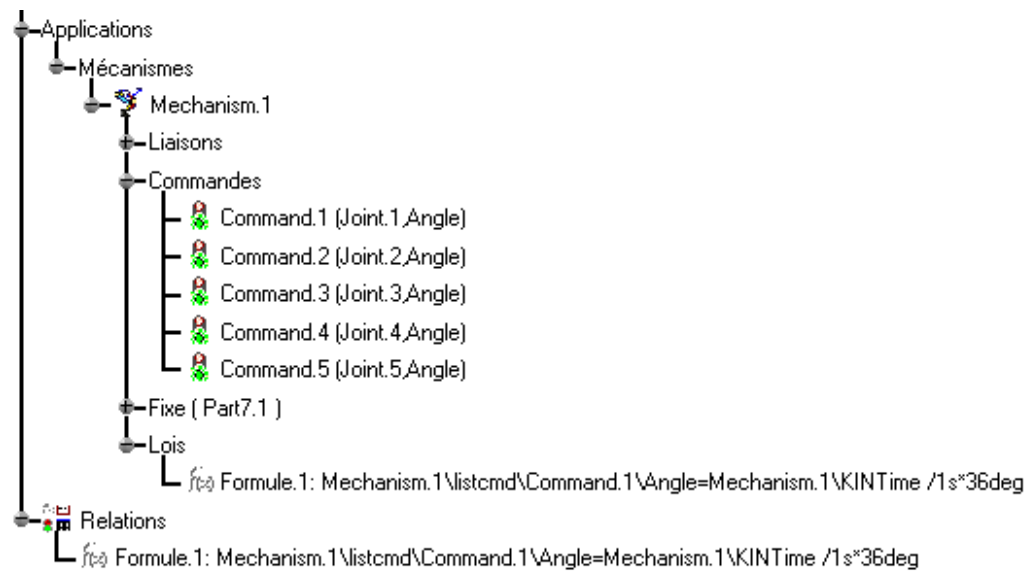 Applications
Mécanismes
Mechanism.1
Liaisons
Commandes
Command.1 (Joint.1,Angle)
Command.2 (Joint.2,Angle)
Command.3 (Joint.3,Angle)
Command.4 (Joint.4,Angle)
Command.5 (Joint.5,Angle)
Fixe ( Part7.1 )
Lois
f(x) Formule.1: Mechanism.1\listcmd\Command.1\Angle=Mechanism.1\KINTime /1s*36deg
Relations
f(x) Formule.1: Mechanism.1\listcmd\Command.1\Angle=Mechanism.1\KINTime /1s*36deg